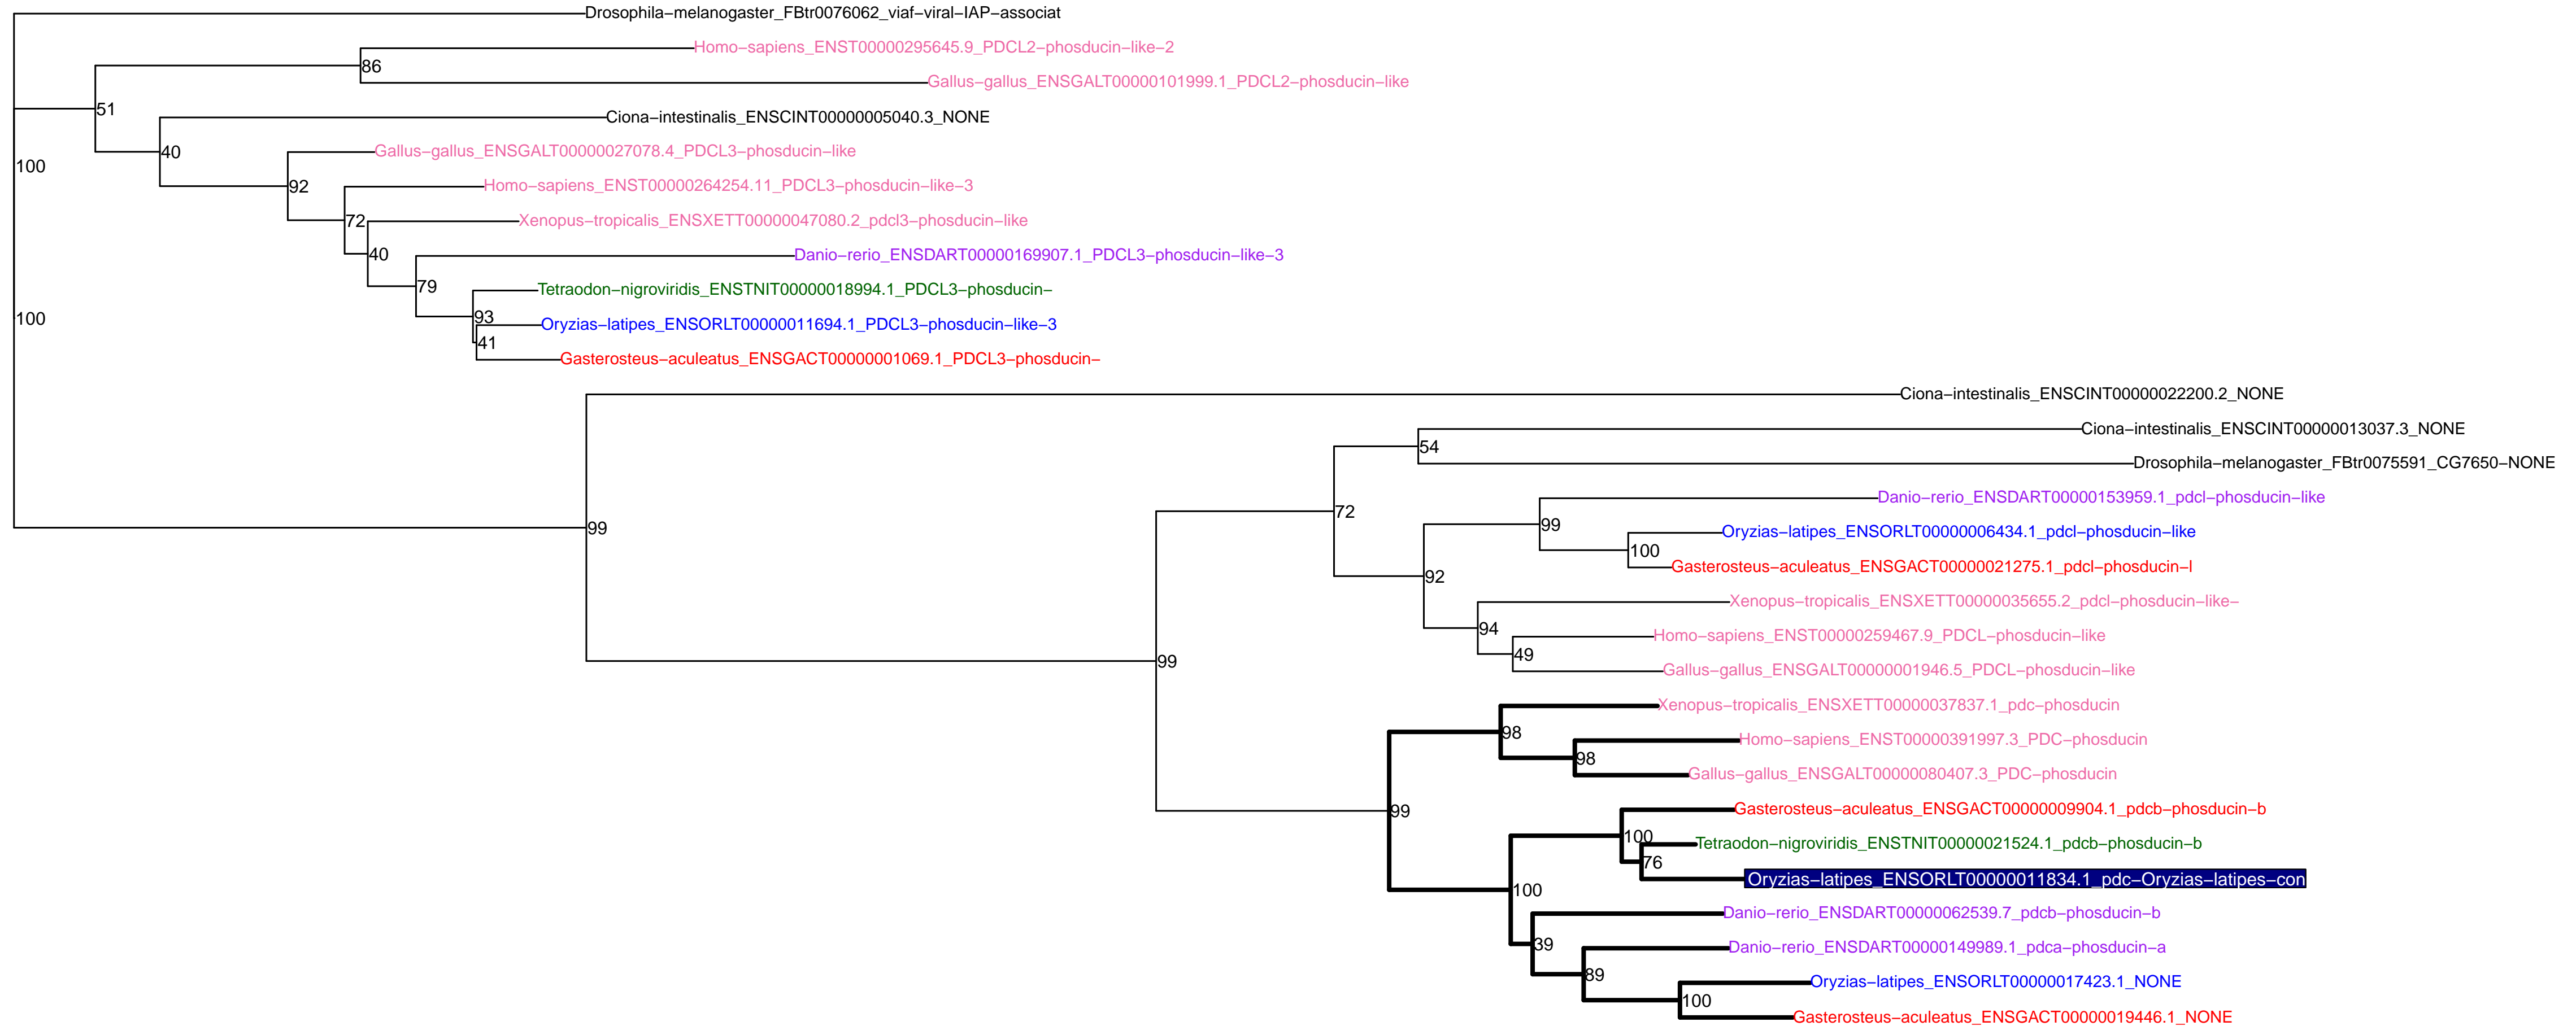 Drosophila−melanogaster_FBtr0076062_viaf−viral−IAP−associat
Homo−sapiens_ENST00000295645.9_PDCL2−phosducin−like−2
86
Gallus−gallus_ENSGALT00000101999.1_PDCL2−phosducin−like
51
Ciona−intestinalis_ENSCINT00000005040.3_NONE
40
Gallus−gallus_ENSGALT00000027078.4_PDCL3−phosducin−like
100
92
Homo−sapiens_ENST00000264254.11_PDCL3−phosducin−like−3
72
Xenopus−tropicalis_ENSXETT00000047080.2_pdcl3−phosducin−like
40
Danio−rerio_ENSDART00000169907.1_PDCL3−phosducin−like−3
79
Tetraodon−nigroviridis_ENSTNIT00000018994.1_PDCL3−phosducin−
93
100
Oryzias−latipes_ENSORLT00000011694.1_PDCL3−phosducin−like−3
41
Gasterosteus−aculeatus_ENSGACT00000001069.1_PDCL3−phosducin−
Ciona−intestinalis_ENSCINT00000022200.2_NONE
Ciona−intestinalis_ENSCINT00000013037.3_NONE
54
Drosophila−melanogaster_FBtr0075591_CG7650−NONE
72
Danio−rerio_ENSDART00000153959.1_pdcl−phosducin−like
99
99
Oryzias−latipes_ENSORLT00000006434.1_pdcl−phosducin−like
100
Gasterosteus−aculeatus_ENSGACT00000021275.1_pdcl−phosducin−l
92
Xenopus−tropicalis_ENSXETT00000035655.2_pdcl−phosducin−like−
94
Homo−sapiens_ENST00000259467.9_PDCL−phosducin−like
49
99
Gallus−gallus_ENSGALT00000001946.5_PDCL−phosducin−like
Xenopus−tropicalis_ENSXETT00000037837.1_pdc−phosducin
98
Homo−sapiens_ENST00000391997.3_PDC−phosducin
98
Gallus−gallus_ENSGALT00000080407.3_PDC−phosducin
99
Gasterosteus−aculeatus_ENSGACT00000009904.1_pdcb−phosducin−b
100
Tetraodon−nigroviridis_ENSTNIT00000021524.1_pdcb−phosducin−b
76
Oryzias−latipes_ENSORLT00000011834.1_pdc−Oryzias−latipes−con
100
Danio−rerio_ENSDART00000062539.7_pdcb−phosducin−b
39
Danio−rerio_ENSDART00000149989.1_pdca−phosducin−a
89
Oryzias−latipes_ENSORLT00000017423.1_NONE
100
Gasterosteus−aculeatus_ENSGACT00000019446.1_NONE